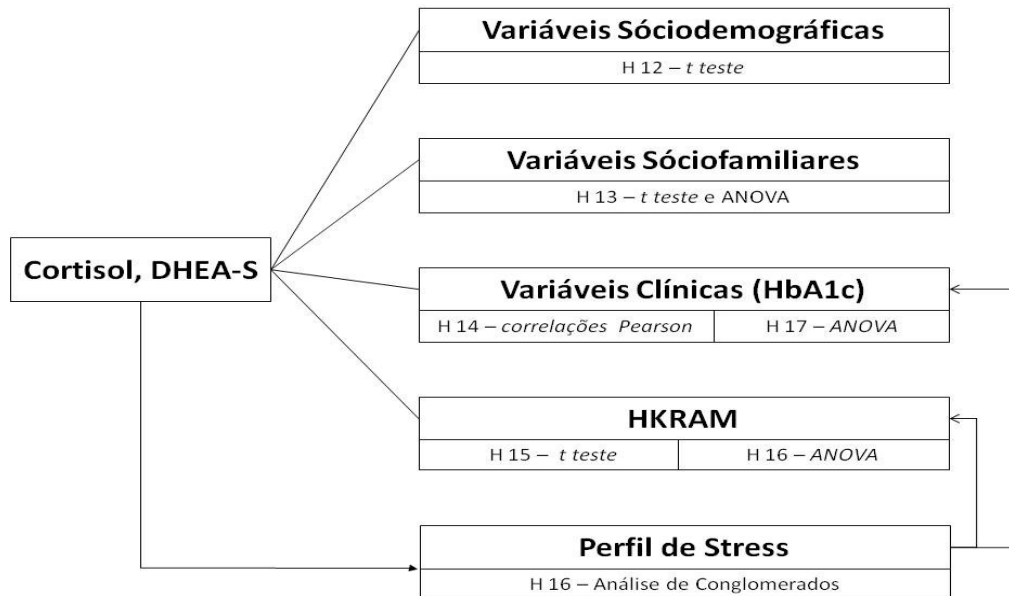 Variáveis Sóciodemográficas
H 12 – t teste
Variáveis Sóciofamiliares
H 13 – t teste e ANOVA
Cortisol, DHEA-S
Variáveis Clínicas (HbA1c)
H 14 – correlações Pearson
H 17 – ANOVA
HKRAM
H 15 – t teste
H 16 – ANOVA
Perfil de Stress
H 16 – Análise de Conglomerados